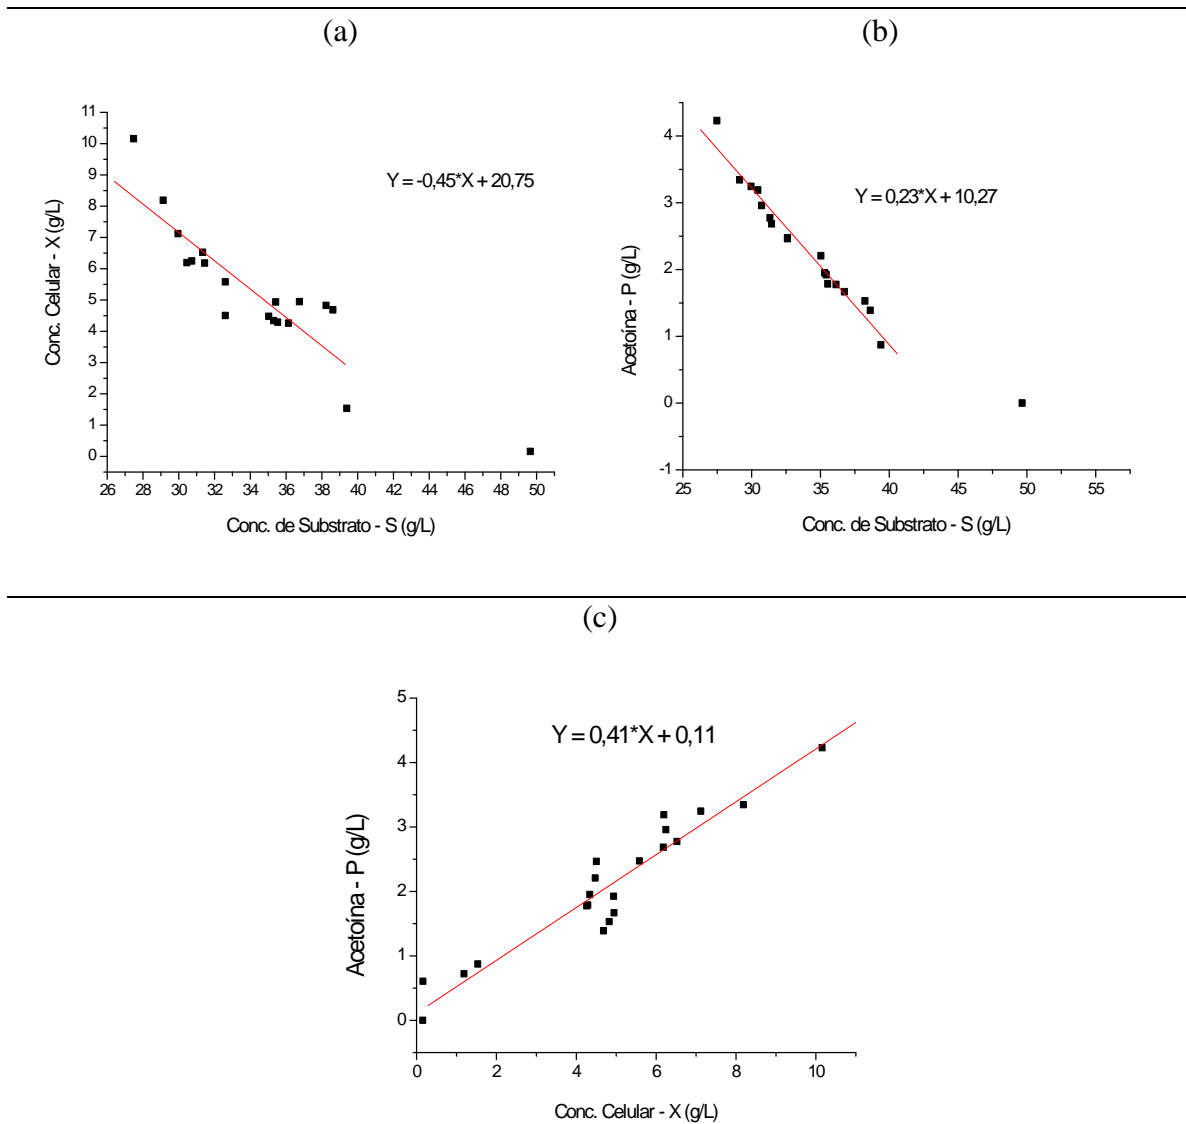 (a)
(b)
11
10
9
8
7
6
5
4
3
2
1
0
Conc. Celular - X (g/L)
Y = -0,45*X + 20,75
26 28 30 32 34 36 38 40 42 44 46 48 50
Conc. de Substrato - S (g/L)
4
3
2
1
0
-1
Acetoína - P (g/L)
Y = 0,23*X + 10,27
25 30 35 40 45 50 55
Conc. de Substrato - S (g/L)
(c)
5
4
3
2
1
0
Acetoína - P (g/L)
Y = 0,41*X + 0,11
0 2 4 6 8 10
Conc. Celular - X (g/L)